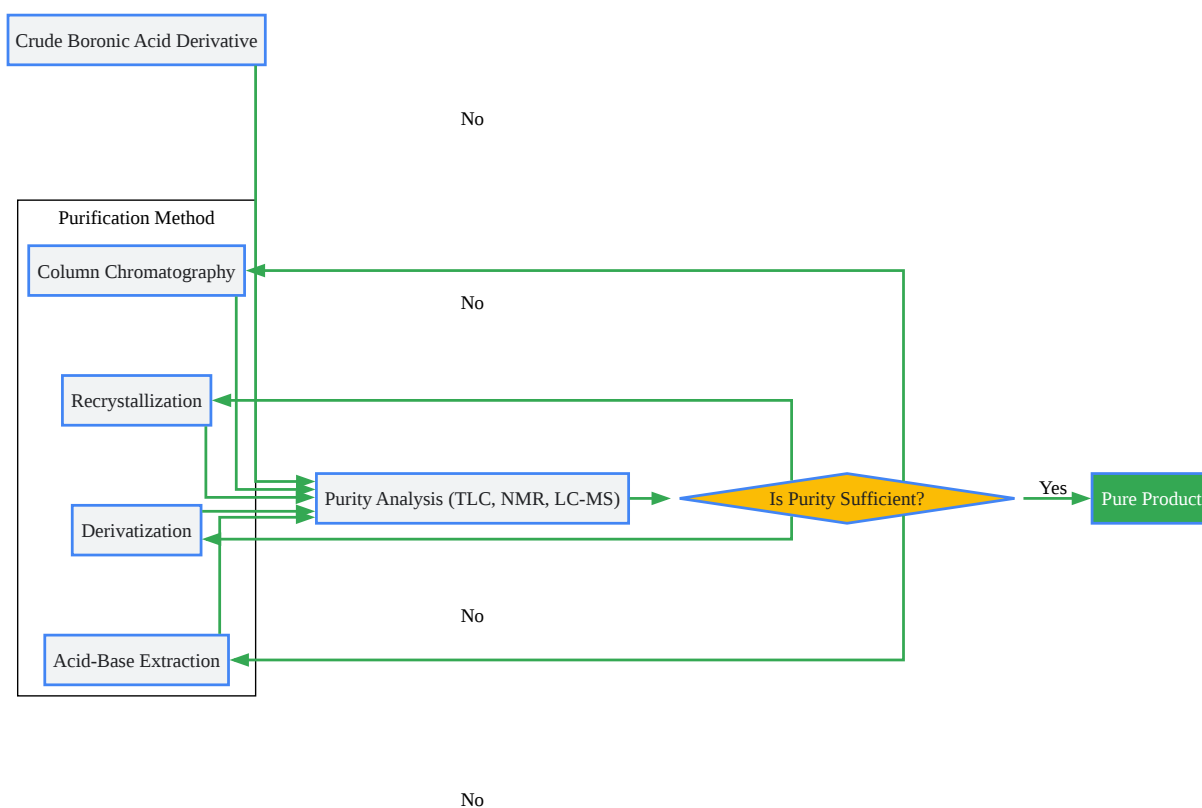 Crude Boronic Acid Derivative
No
Purification Method
Column Chromatography
No
Recrystallization
Purity Analysis (TLC, NMR, LC-MS)
Is Purity Sufficient?
Yes
Pure Product
Derivatization
No
Acid-Base Extraction
No